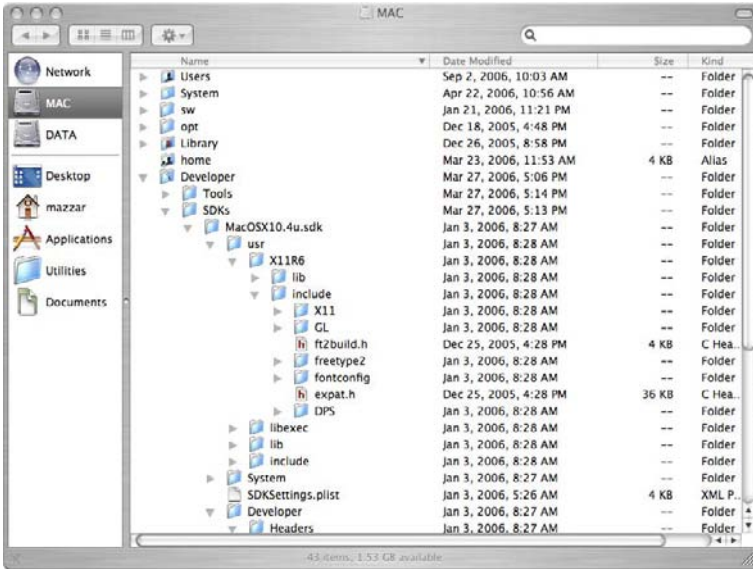 MAC
Network
MAC
DATA
Desktop
mazzar
Applications
Utilities
Documents
Name Date Modified Size Kind
Users Sep 2, 2006, 10:03 AM -- Folder
System Apr 22, 2006, 10:56 AM -- Folder
sw Jan 21, 2006, 11:21 PM -- Folder
opt Dec 18, 2005, 4:48 PM -- Folder
Library Dec 26, 2005, 8:58 PM -- Folder
home Mar 23, 2006, 11:53 AM 4 KB Alias
Developer Mar 27, 2006, 5:06 PM -- Folder
Tools Mar 27, 2006, 5:14 PM -- Folder
SDKs Mar 27, 2006, 5:13 PM -- Folder
MacOSX10.4u.sdk Jan 3, 2006, 8:27 AM -- Folder
usr Jan 3, 2006, 8:28 AM -- Folder
X11R6 Jan 3, 2006, 8:28 AM -- Folder
lib Jan 3, 2006, 8:28 AM -- Folder
include Jan 3, 2006, 8:28 AM -- Folder
X11 Jan 3, 2006, 8:28 AM -- Folder
GL Jan 3, 2006, 8:28 AM -- Folder
ft2build.h Dec 25, 2005, 4:28 PM 4 KB C Hea..
freetype2 Jan 3, 2006, 8:28 AM -- Folder
fontconfig Jan 3, 2006, 8:28 AM -- Folder
expat.h Dec 25, 2005, 4:28 PM 36 KB C Hea..
DPS Jan 3, 2006, 8:28 AM -- Folder
libexec Jan 3, 2006, 8:28 AM -- Folder
lib Jan 3, 2006, 8:28 AM -- Folder
include Jan 3, 2006, 8:28 AM -- Folder
System Jan 3, 2006, 8:27 AM -- Folder
SDKSettings.plist Jan 3, 2006, 5:26 AM 4 KB XML P..
Developer Jan 3, 2006, 8:27 AM -- Folder
Headers Jan 3, 2006, 8:27 AM -- Folder
43 items, 1.53 GB available